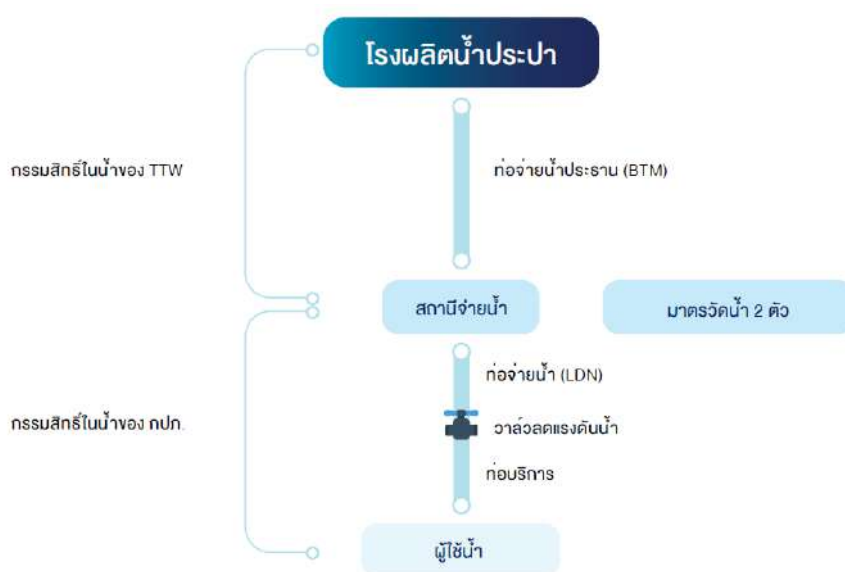 โรงผลิตน้ำประปา
กรรมสิทธิ์ในน้ำของ TTW
ท่อจ่ายน้ำประธาน (BTM)
สถานีจ่ายน้ำ
มาตรวัดน้ำ 2 ตัว
ท่อจ่ายน้ำ (LDN)
กรรมสิทธิ์ในน้ำของ กปภ.
วาล์วลดแรงดันน้ำ
ท่อบริการ
ผู้ใช้น้ำ